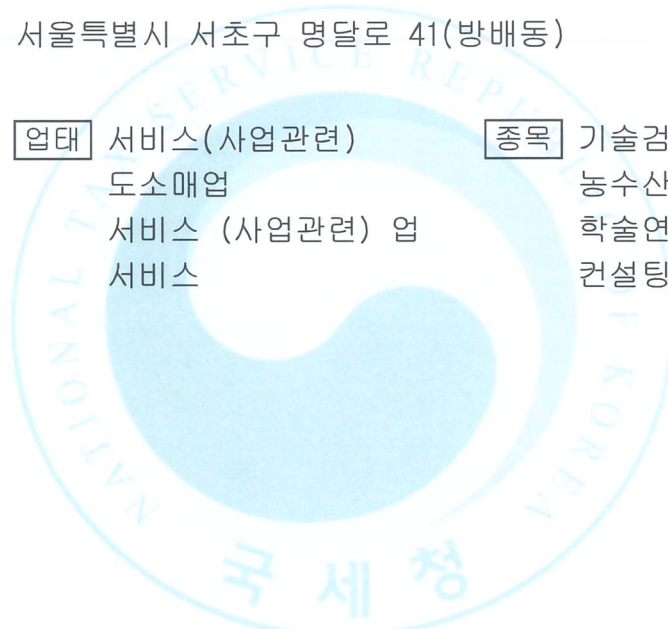 서울특별시 서초구 명달로 41(방배동)
업태 서비스(사업관련) 종목 기술검
도소매업 농수산
서비스 (사업관련) 업 학술연
서비스 컨설팅
NATIONAL TAX SERVICE REPUBLIC OF KOREA
국세청